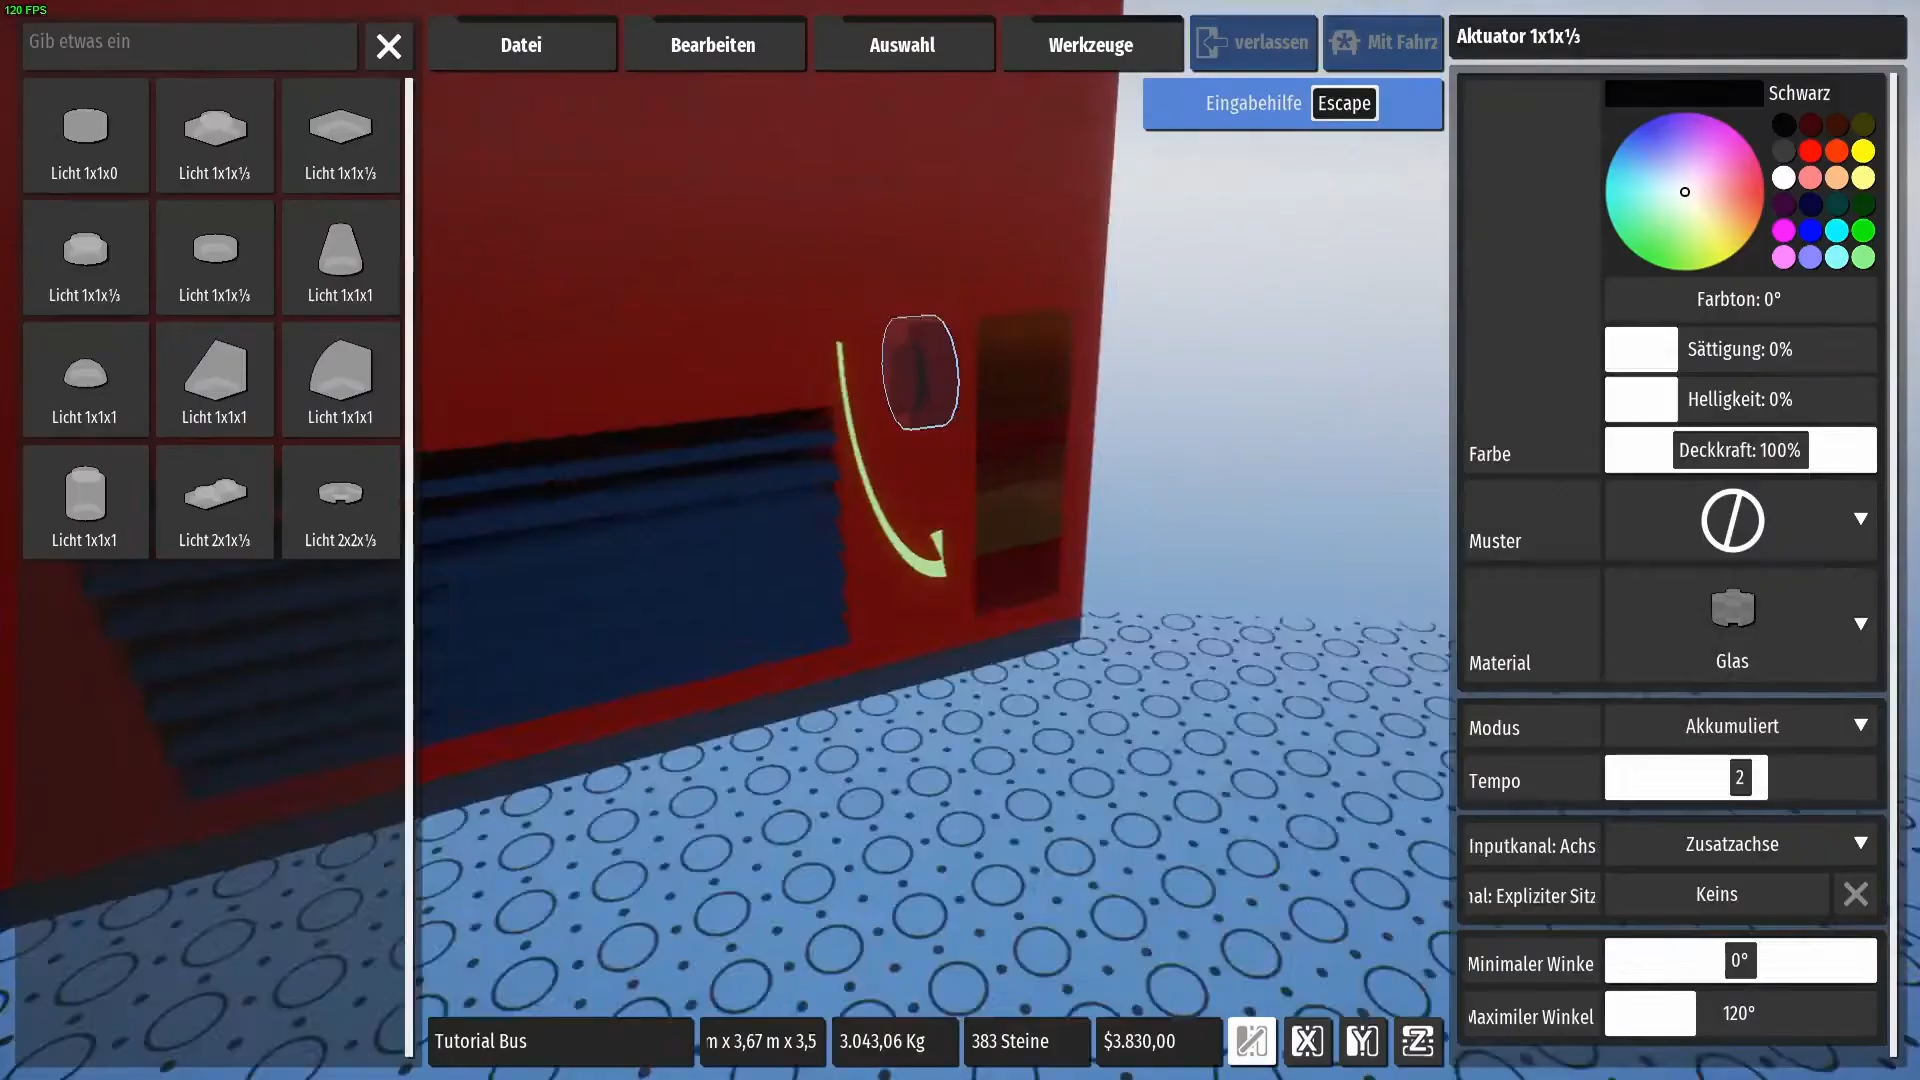 120 FPS
Gib etwas ein
Datei
Bearbeiten
Auswahl
Werkzeuge
verlassen
Mit Fahrz
Eingabehilfe Escape
Licht 1x1x0
Licht 1x1x⅓
Licht 1x1x⅓
Licht 1x1x⅓
Licht 1x1x⅓
Licht 1x1x1
Licht 1x1x1
Licht 1x1x1
Licht 1x1x1
Licht 1x1x1
Licht 2x1x⅓
Licht 2x2x⅓
Aktuator 1x1x⅓
Schwarz
Farbton: 0°
Sättigung: 0%
Helligkeit: 0%
Farbe
Deckkraft: 100%
Muster
Material
Glas
Modus
Akkumuliert
Tempo
2
Inputkanal: Achs
Zusatzachse
nal: Expliziter Sitz
Keins
Minimaler Winke
0°
Maximiler Winkel
120°
Tutorial Bus
m x 3,67 m x 3,5
3.043,06 Kg
383 Steine
$3.830,00
X
Y
Z